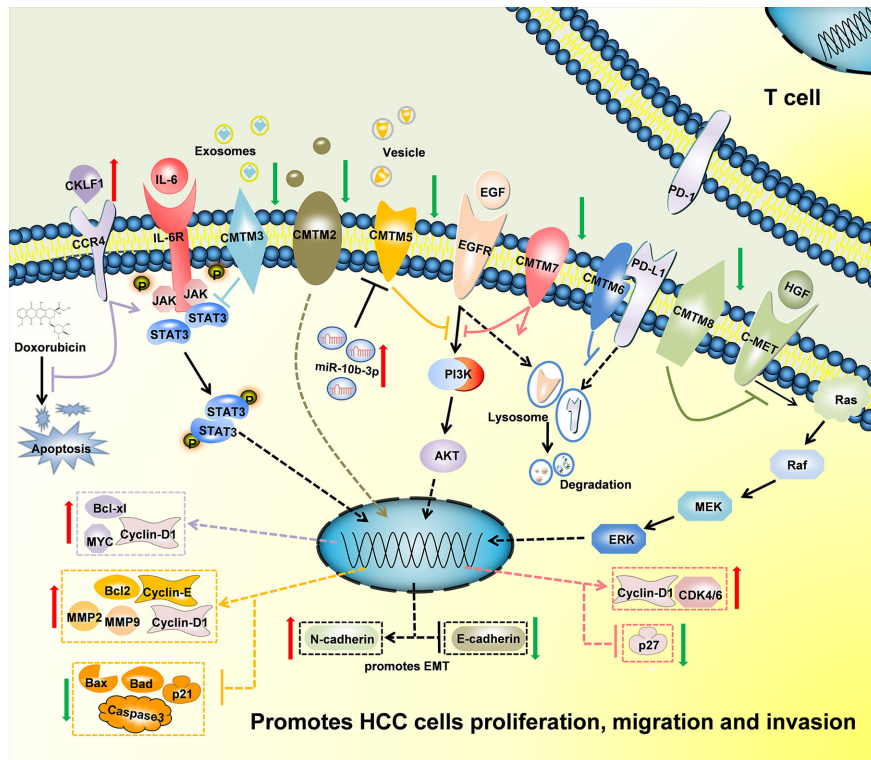 T cell
PD-1
Exosomes
Vesicle
CKLF1
IL-6
EGF
CCR4
IL-6R
CMTM3
CMTM2
CMTM5
EGFR
CMTM7
CMTM6
PD-L1
CMTM8
HGF
C-MET
P
P
JAK
JAK
STAT3
STAT3
Doxorubicin
miR-10b-3p
PI3K
Lysosome
Ras
Apoptosis
STAT3
STAT3
P
P
AKT
Degradation
Raf
MEK
ERK
Bcl-xl
MYC
Cyclin-D1
Bcl2
Cyclin-E
MMP2
MMP9
Cyclin-D1
Cyclin-D1
CDK4/6
N-cadherin
E-cadherin
promotes EMT
p27
Bax
Bad
p21
Caspase3
Promotes HCC cells proliferation, migration and invasion